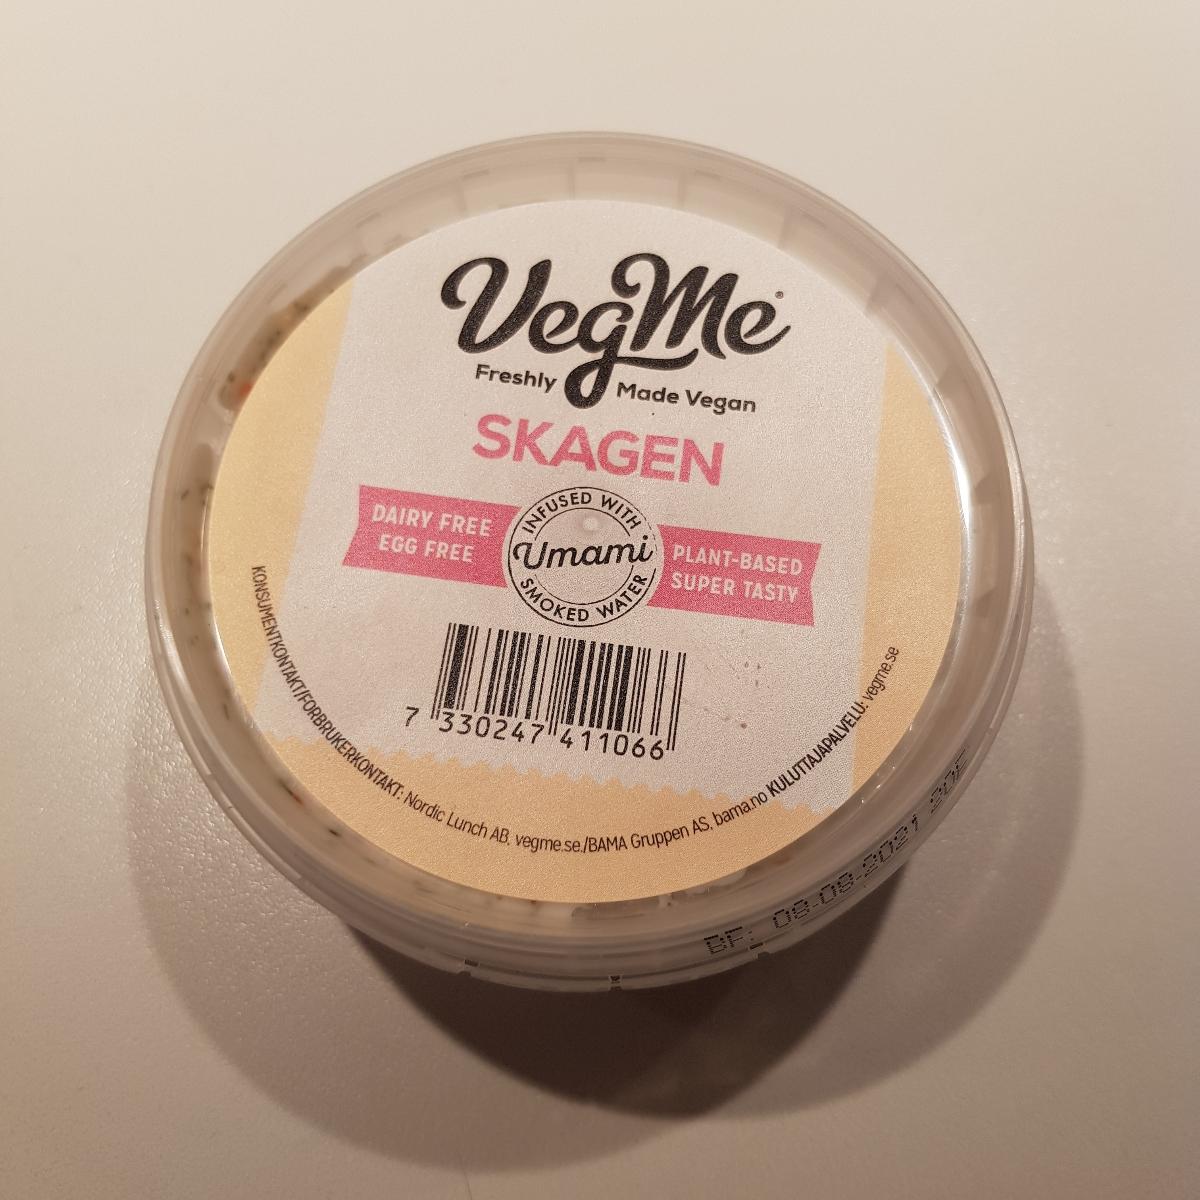 VegMe®
Freshly Made Vegan
SKAGEN
DAIRY FREE
EGG FREE
INFUSED WITH
Umami
SMOKED WATER
PLANT-BASED
SUPER TASTY
7 330247 411066
KONSUMENTKONTAKT/FORBRUKERKONTAKT: Nordic Lunch AB, vegme.se./BAMA Gruppen AS, bama.no KULUTTAJAPALVELU: vegme.se
BF: 08-08-2021